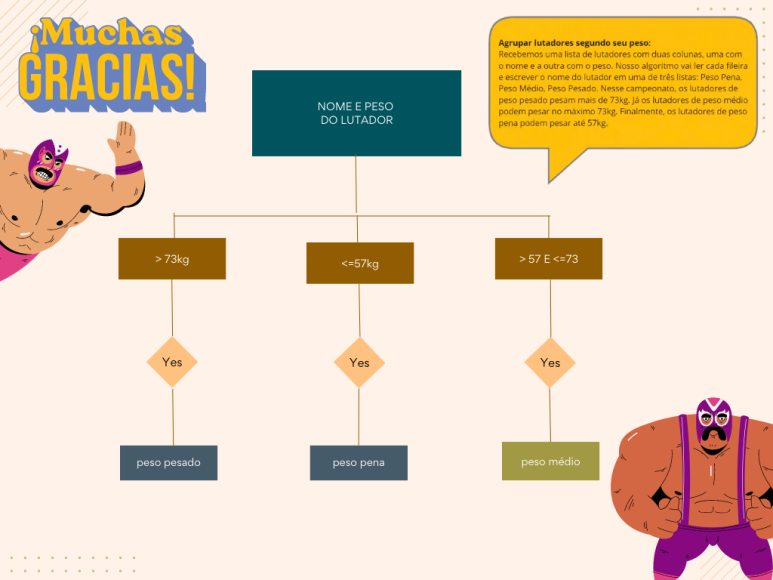 ¡Muchas
GRACIAS!
Agrupar lutadores segundo seu peso:
Recebemos uma lista de lutadores com duas colunas, uma com
o nome e a outra com o peso. Nosso algoritmo vai ler cada fileira
e escrever o nome do lutador em uma de três listas: Peso Pena,
Peso Médio, Peso Pesado. Nesse campeonato, os lutadores de
peso pesado pesam mais de 73kg. Já os lutadores de peso médio
podem pesar no máximo 73kg. Finalmente, os lutadores de peso
pena podem pesar até 57kg.
NOME E PESO
DO LUTADOR
> 73kg
<=57kg
> 57 E <=73
Yes
Yes
Yes
peso pesado
peso pena
peso médio